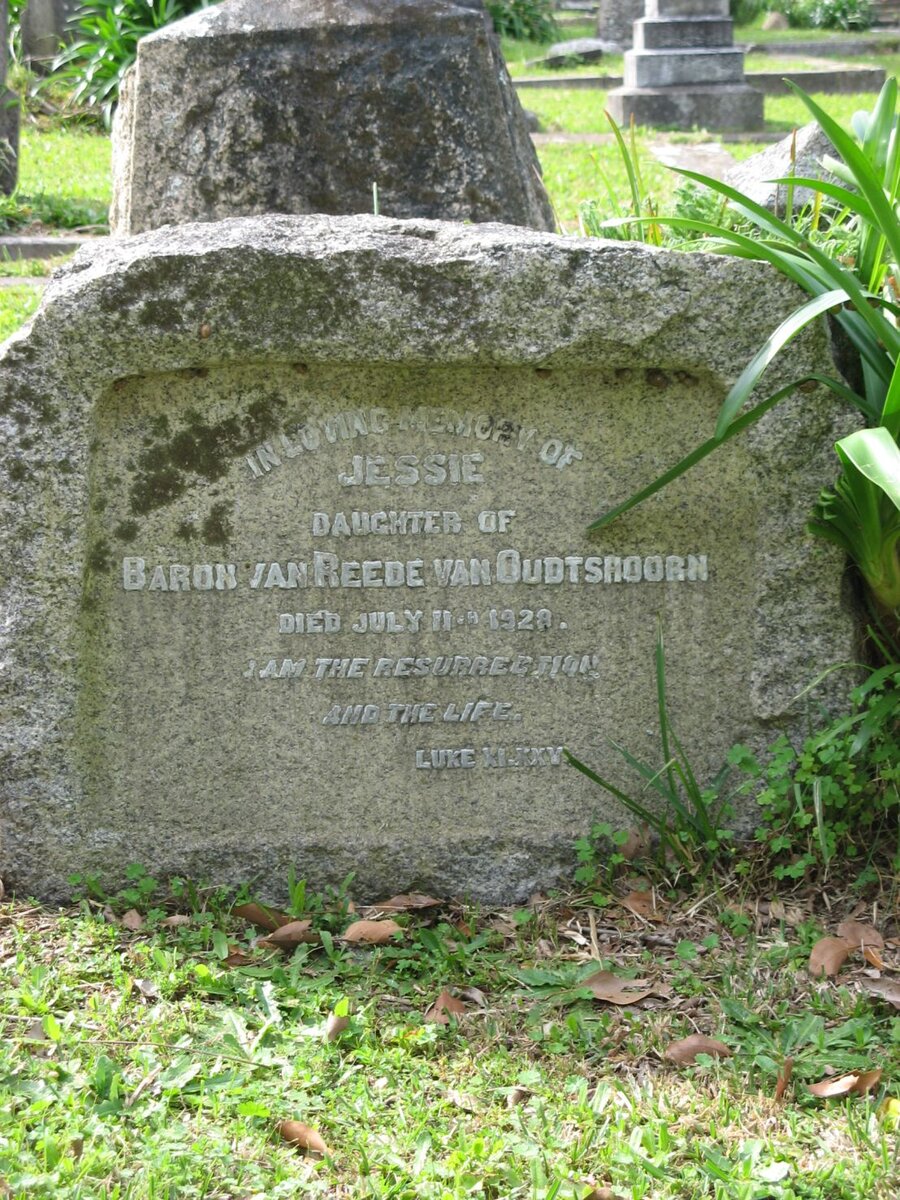 IN LOVING MEMORY OF
JESSIE
DAUGHTER OF
BARON VAN REEDE VAN OUDTSHOORN
DIED JULY 11TH 1928.
I AM THE RESURRECTION
AND THE LIFE.
LUKE XI.XXV